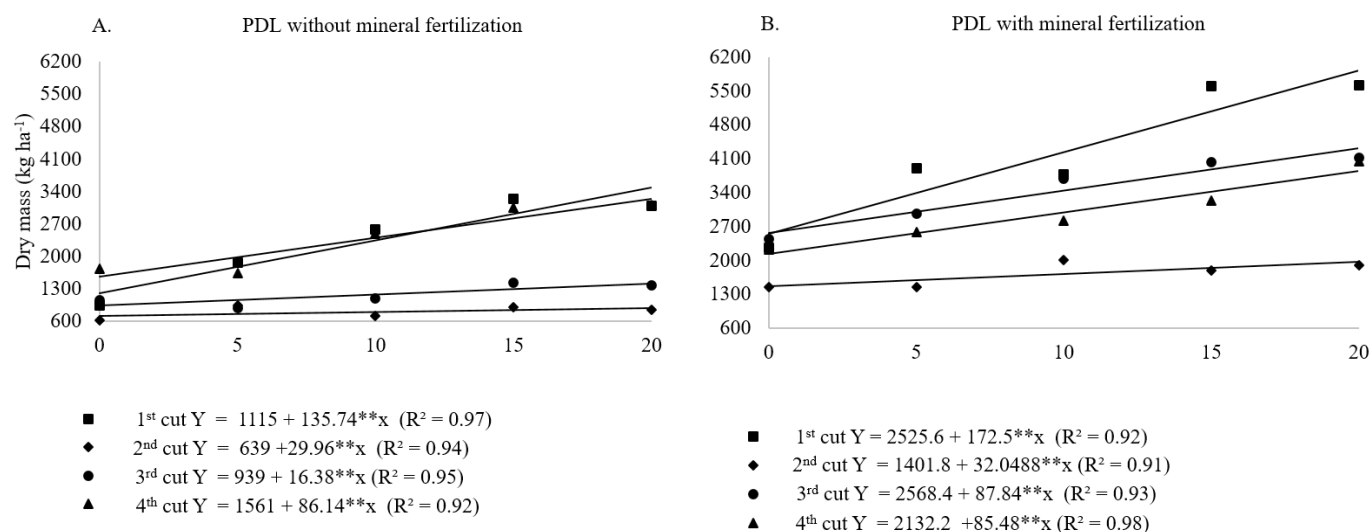 A. PDL without mineral fertilization
Dry mass (kg ha⁻¹)
6200
5500
4800
4100
3400
2700
2000
1300
600
0 5 10 15 20
■ 1st cut Y = 1115 + 135.74**x (R² = 0.97)
◆ 2nd cut Y = 639 +29.96**x (R² = 0.94)
● 3rd cut Y = 939 + 16.38**x (R² = 0.95)
▲ 4th cut Y = 1561 + 86.14**x (R² = 0.92)
B. PDL with mineral fertilization
6200
5500
4800
4100
3400
2700
2000
1300
600
0 5 10 15 20
■ 1st cut Y = 2525.6 + 172.5**x (R² = 0.92)
◆ 2nd cut Y = 1401.8 + 32.0488**x (R² = 0.91)
● 3rd cut Y = 2568.4 + 87.84**x (R² = 0.93)
▲ 4th cut Y = 2132.2 +85.48**x (R² = 0.98)